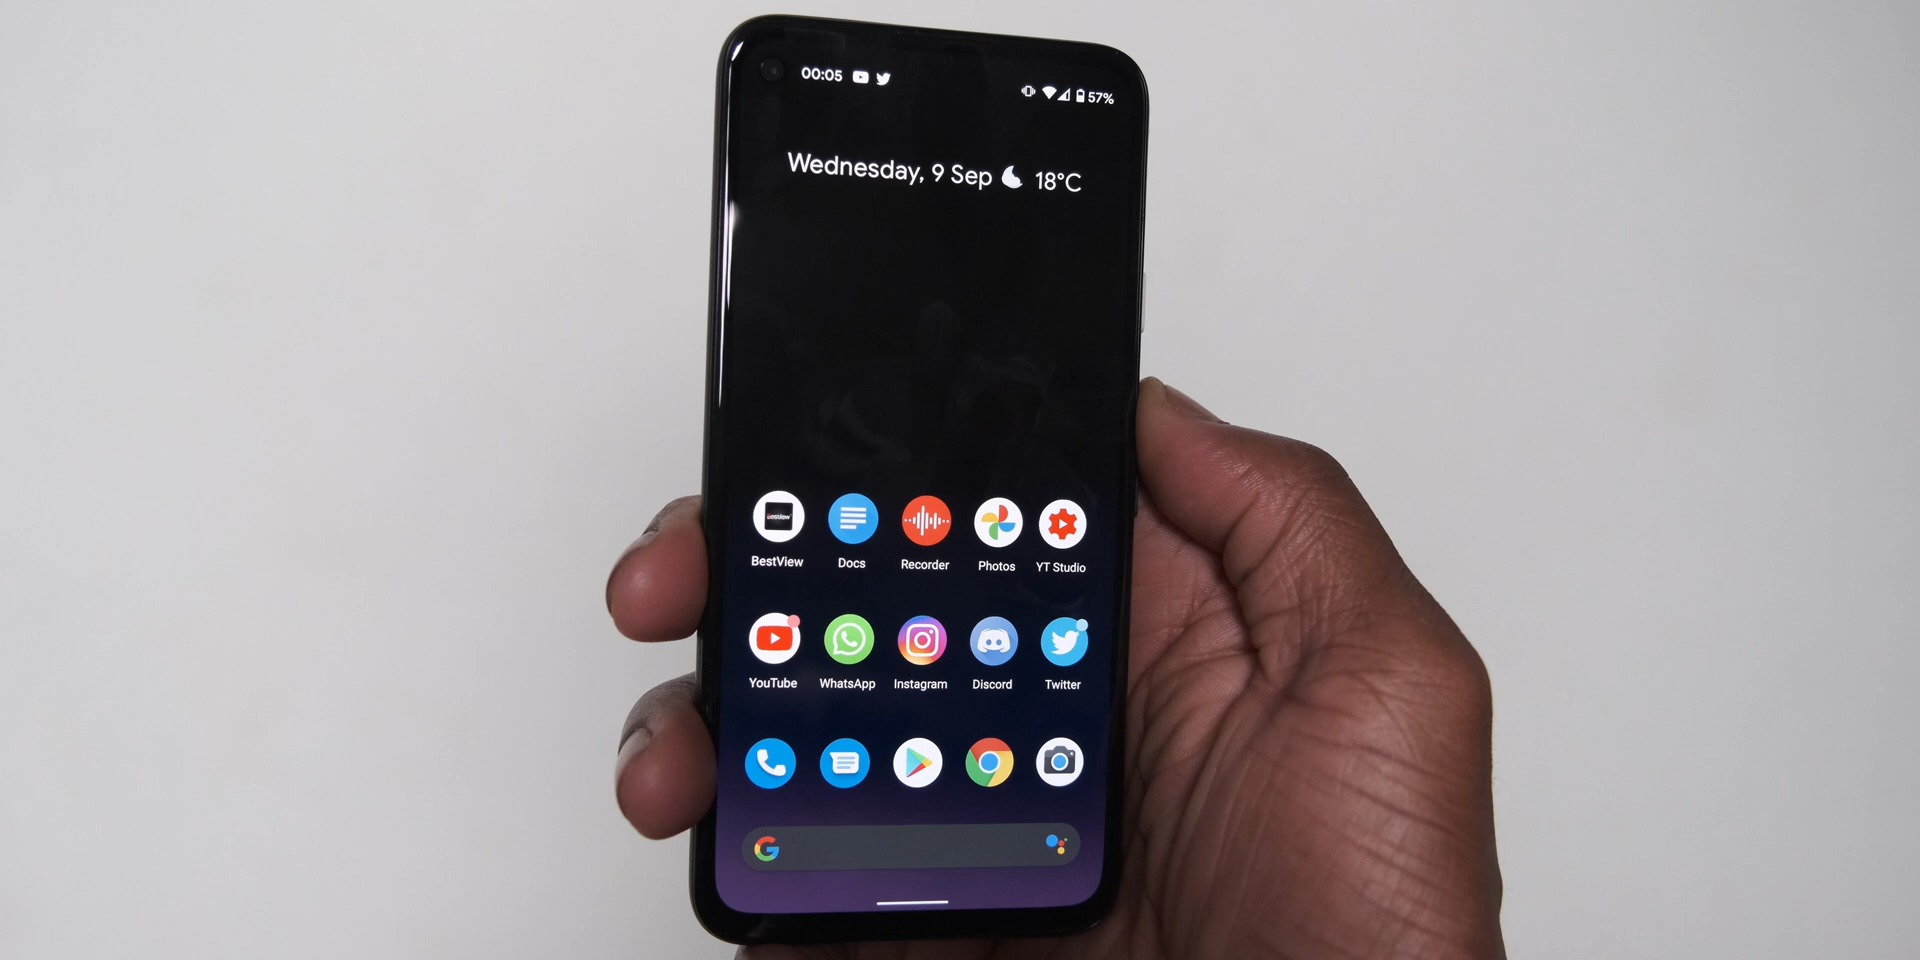 00:05
57%
Wednesday, 9 Sep 18°C
BestView Docs Recorder Photos YT Studio
YouTube WhatsApp Instagram Discord Twitter